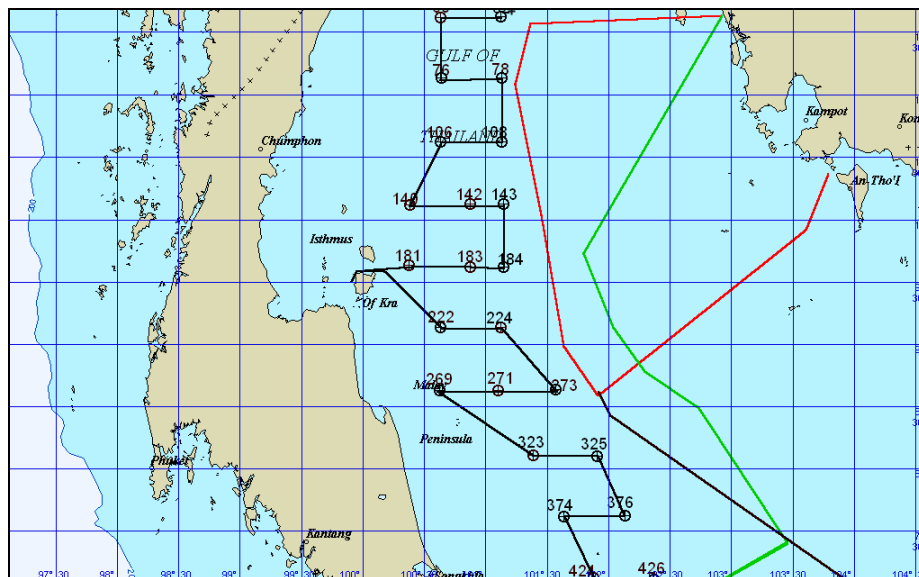 GULF OF
76 78
Kampot
106 108
THAILAND
Chumphon
An-Tho'I
140 142 143
Isthmus
181 183 184
Of Kra
222 224
269 271 273
Peninsula
323 325
Phuket
374 376
Kantang
426
97° 30 98° 98° 30 99° 99° 30 100° 101° 30 103° 103° 30 104°